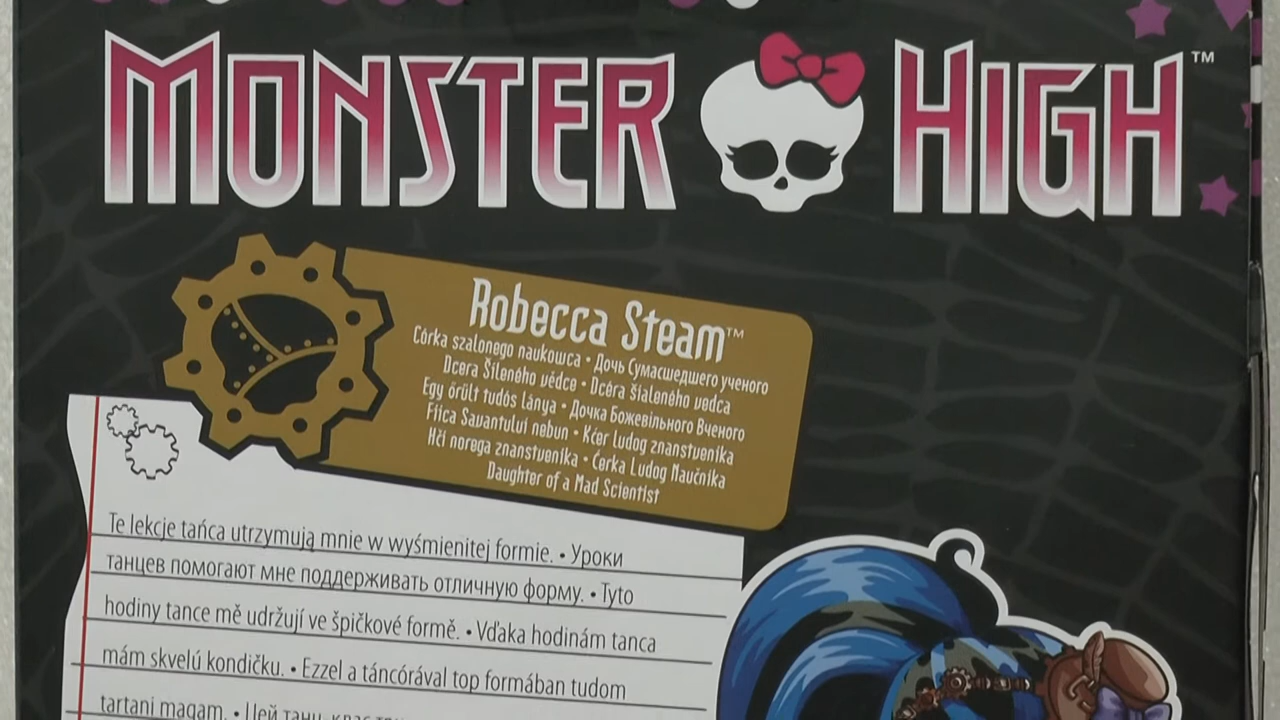 MONSTER HIGH™
Robecca Steam™
Córka szalonego naukowca • Дочь Сумасшедшего ученого
Dcera Šíleného vědce • Dcéra šialeného vedca
Egy őrült tudós lánya • Дочка Божевільного Вченого
Fiica Savantului nebun • Kćer ludog znanstvenika
Hči norega znanstvenika • Ćerka Ludog Naučnika
Daughter of a Mad Scientist
Te lekcje tańca utrzymują mnie w wyśmienitej formie. • Уроки
танцев помогают мне поддерживать отличную форму. • Tyto
hodiny tance mě udržují ve špičkové formě. • Vďaka hodinám tanca
mám skvelú kondičku. • Ezzel a táncórával top formában tudom
tartani magam. • Цей танц-клас